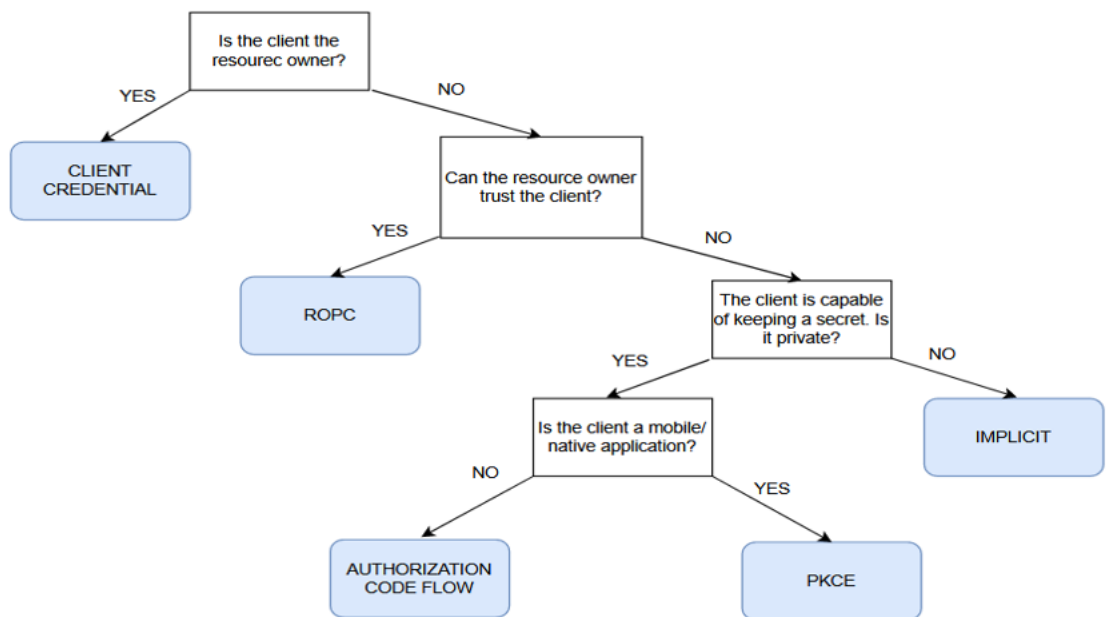 Is the client the
resourec owner?
YES
NO
CLIENT
CREDENTIAL
Can the resource owner
trust the client?
YES
NO
ROPC
The client is capable
of keeping a secret. Is
it private?
YES
NO
Is the client a mobile/
native application?
IMPLICIT
NO
YES
AUTHORIZATION
CODE FLOW
PKCE